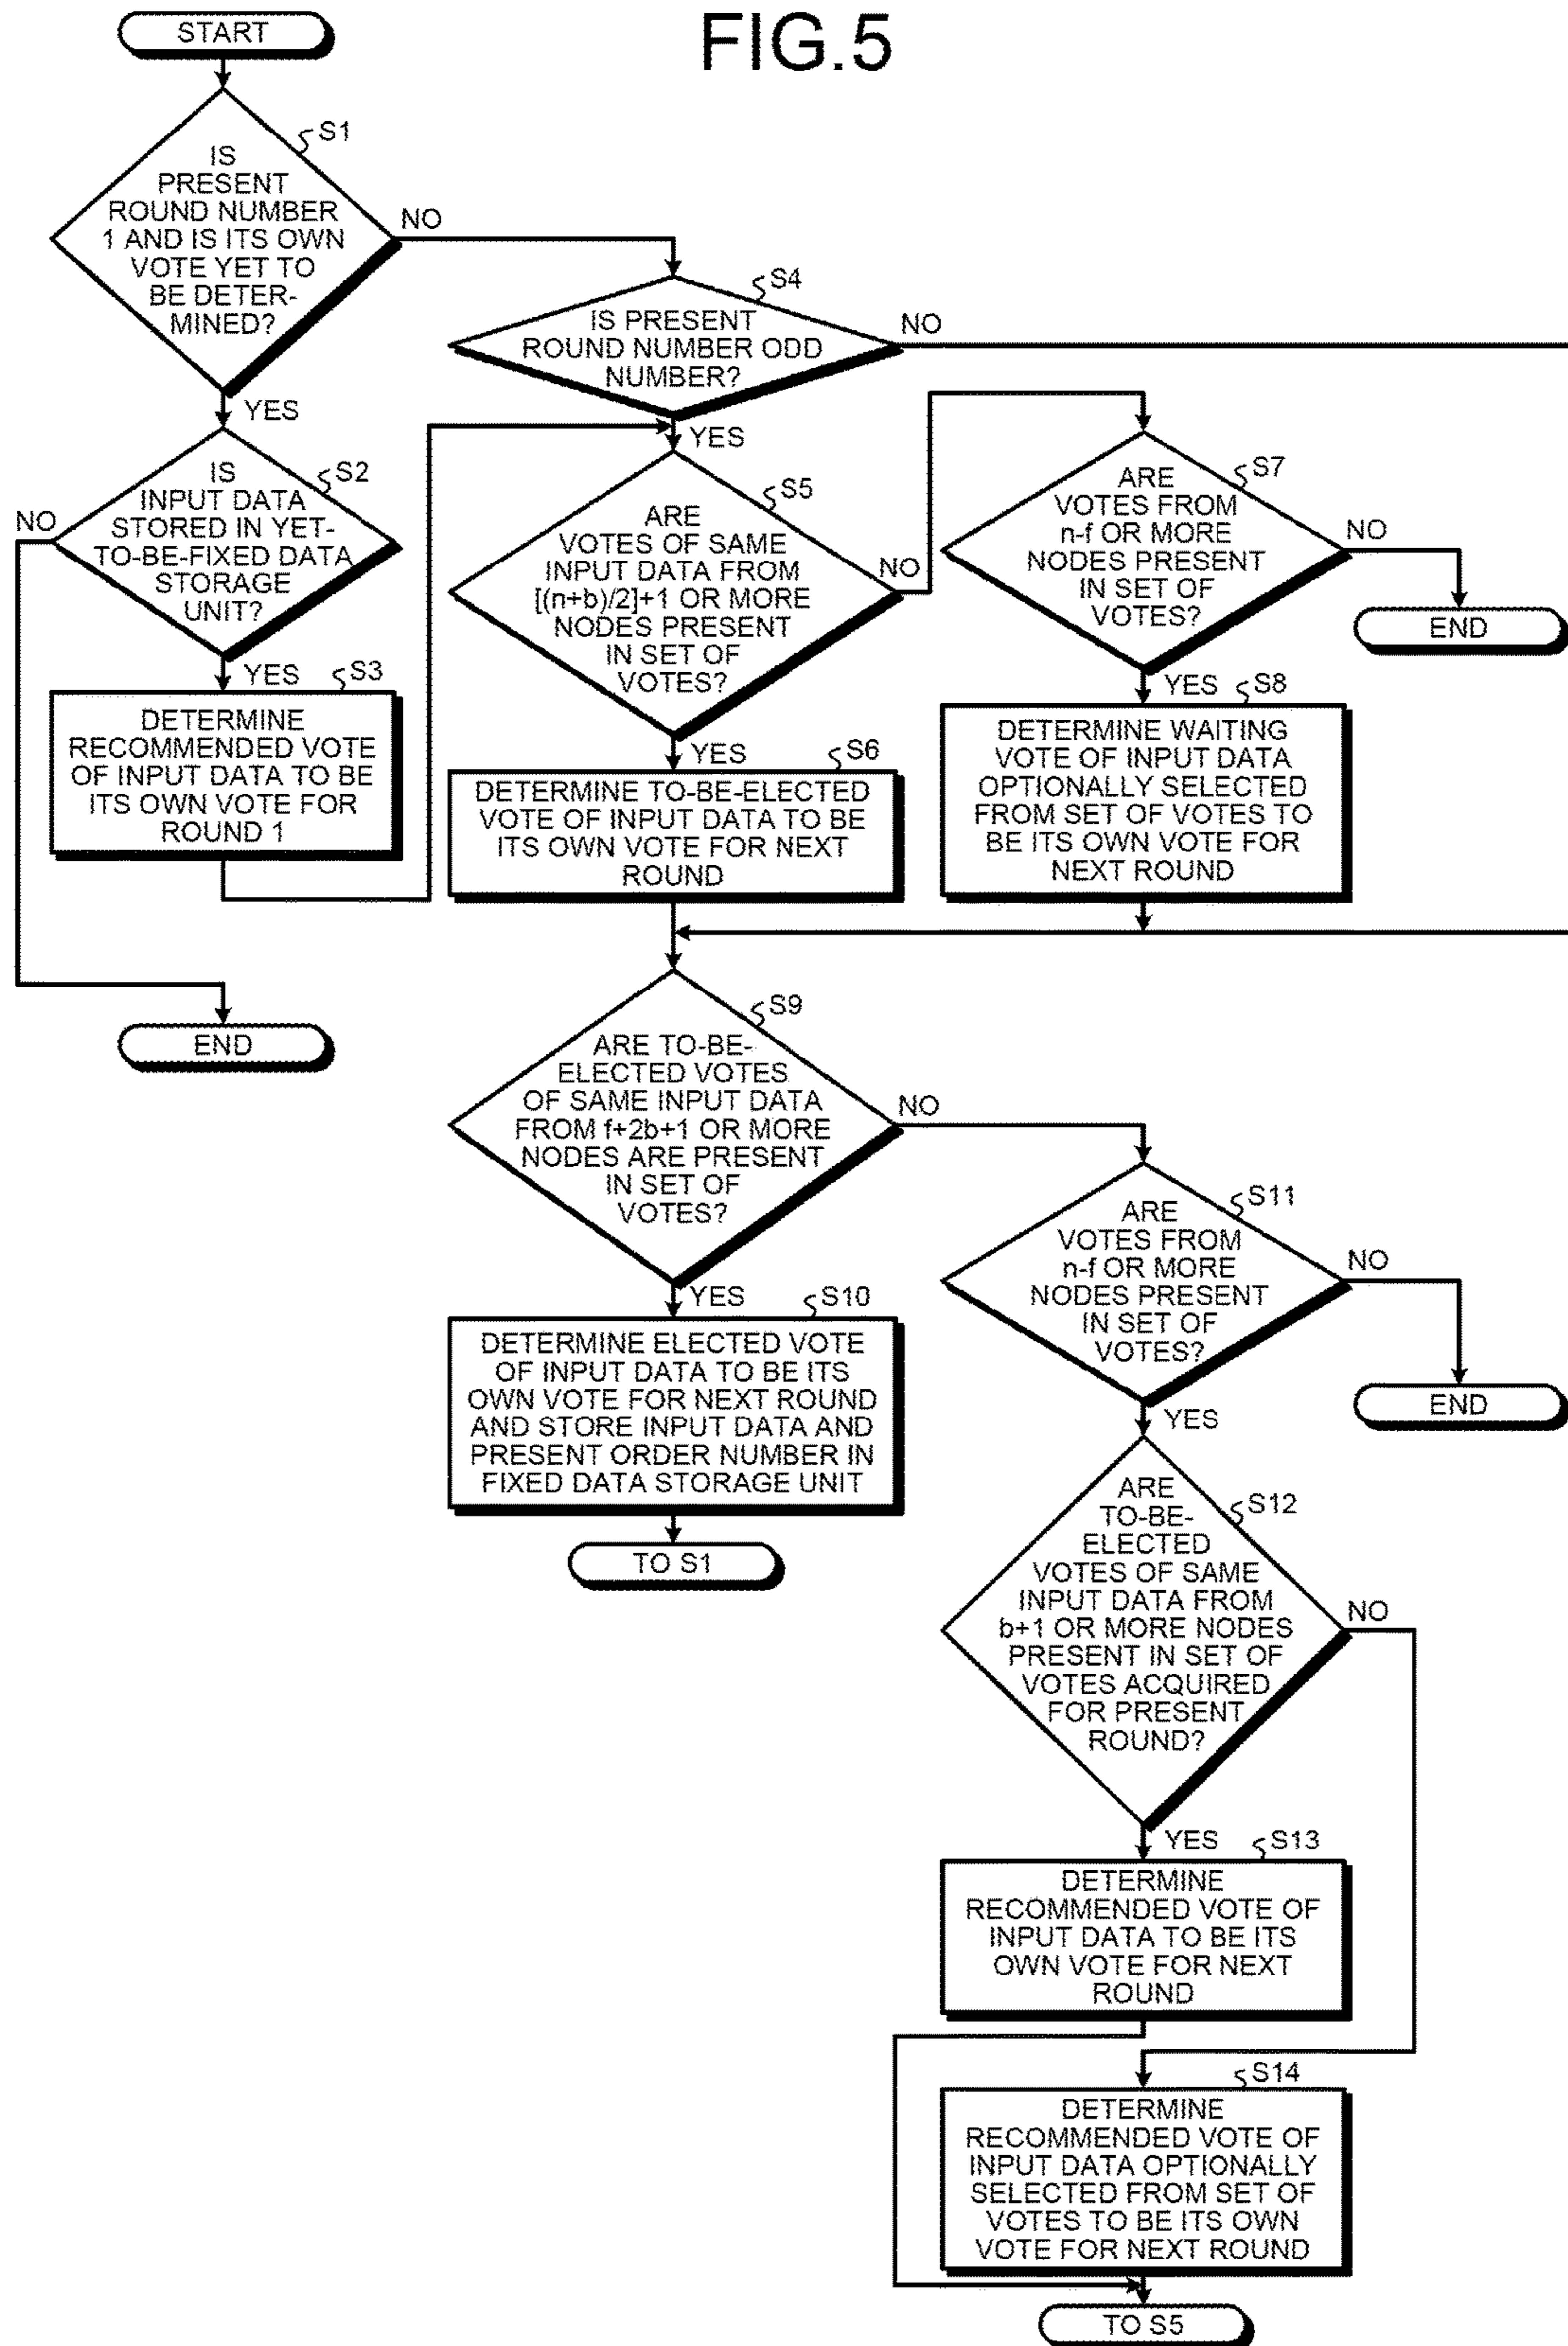 FIG.5
START
S1
IS
PRESENT
ROUND NUMBER
1 AND IS ITS OWN
VOTE YET TO
BE DETER-
MINED?
NO
YES
S2
IS
INPUT DATA
STORED IN YET-
TO-BE-FIXED DATA
STORAGE
UNIT?
NO
YES
S3
DETERMINE
RECOMMENDED VOTE
OF INPUT DATA TO BE
ITS OWN VOTE FOR
ROUND 1
END
S4
IS PRESENT
ROUND NUMBER ODD
NUMBER?
NO
YES
S5
ARE
VOTES OF SAME
INPUT DATA FROM
[(n+b)/2]+1 OR MORE
NODES PRESENT
IN SET OF
VOTES?
NO
YES
S6
DETERMINE TO-BE-ELECTED
VOTE OF INPUT DATA TO BE
ITS OWN VOTE FOR NEXT
ROUND
S7
ARE
VOTES FROM
n-f OR MORE
NODES PRESENT
IN SET OF
VOTES?
NO
END
YES
S8
DETERMINE WAITING
VOTE OF INPUT DATA
OPTIONALLY SELECTED
FROM SET OF VOTES TO
BE ITS OWN VOTE FOR
NEXT ROUND
S9
ARE TO-BE-
ELECTED VOTES
OF SAME INPUT DATA
FROM f+2b+1 OR MORE
NODES ARE PRESENT
IN SET OF
VOTES?
NO
YES
S10
DETERMINE ELECTED VOTE
OF INPUT DATA TO BE ITS
OWN VOTE FOR NEXT ROUND
AND STORE INPUT DATA AND
PRESENT ORDER NUMBER IN
FIXED DATA STORAGE UNIT
TO S1
S11
ARE
VOTES FROM
n-f OR MORE
NODES PRESENT
IN SET OF
VOTES?
NO
END
YES
S12
ARE
TO-BE-
ELECTED
VOTES OF SAME
INPUT DATA FROM
b+1 OR MORE NODES
PRESENT IN SET OF
VOTES ACQUIRED
FOR PRESENT
ROUND?
NO
YES
S13
DETERMINE
RECOMMENDED VOTE OF
INPUT DATA TO BE ITS
OWN VOTE FOR NEXT
ROUND
S14
DETERMINE
RECOMMENDED VOTE OF
INPUT DATA OPTIONALLY
SELECTED FROM SET OF
VOTES TO BE ITS OWN
VOTE FOR NEXT ROUND
TO S5